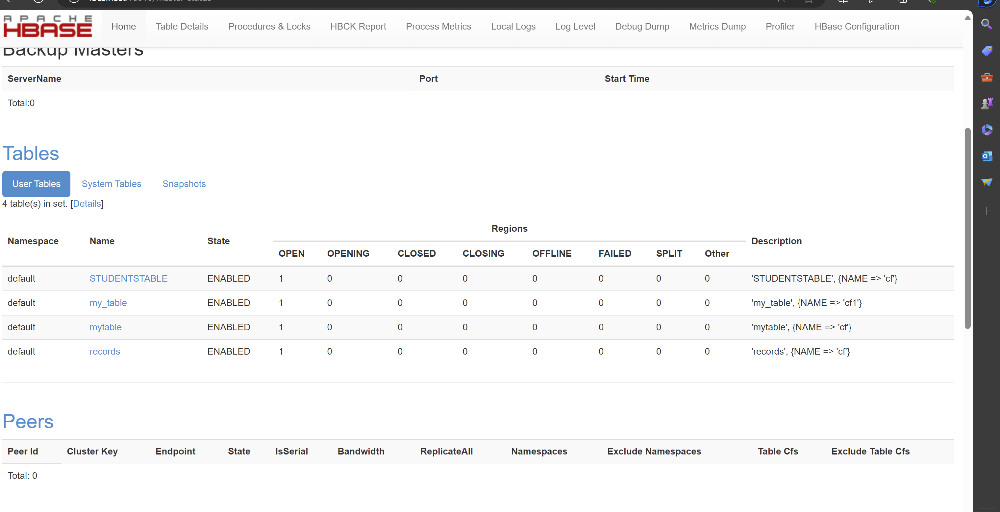 APACHE
HBASE
Home Table Details Procedures & Locks HBCK Report Process Metrics Local Logs Log Level Debug Dump Metrics Dump Profiler HBase Configuration
Backup Masters
ServerName Port Start Time
Total:0
Tables
User Tables System Tables Snapshots
4 table(s) in set. [Details]
Regions
Namespace Name State Description
OPEN OPENING CLOSED CLOSING OFFLINE FAILED SPLIT Other
default STUDENTSTABLE ENABLED 1 0 0 0 0 0 0 0 'STUDENTSTABLE', {NAME => 'cf'}
default my_table ENABLED 1 0 0 0 0 0 0 0 'my_table', {NAME => 'cf1'}
default mytable ENABLED 1 0 0 0 0 0 0 0 'mytable', {NAME => 'cf'}
default records ENABLED 1 0 0 0 0 0 0 0 'records', {NAME => 'cf'}
Peers
Peer Id Cluster Key Endpoint State IsSerial Bandwidth ReplicateAll Namespaces Exclude Namespaces Table Cfs Exclude Table Cfs
Total: 0